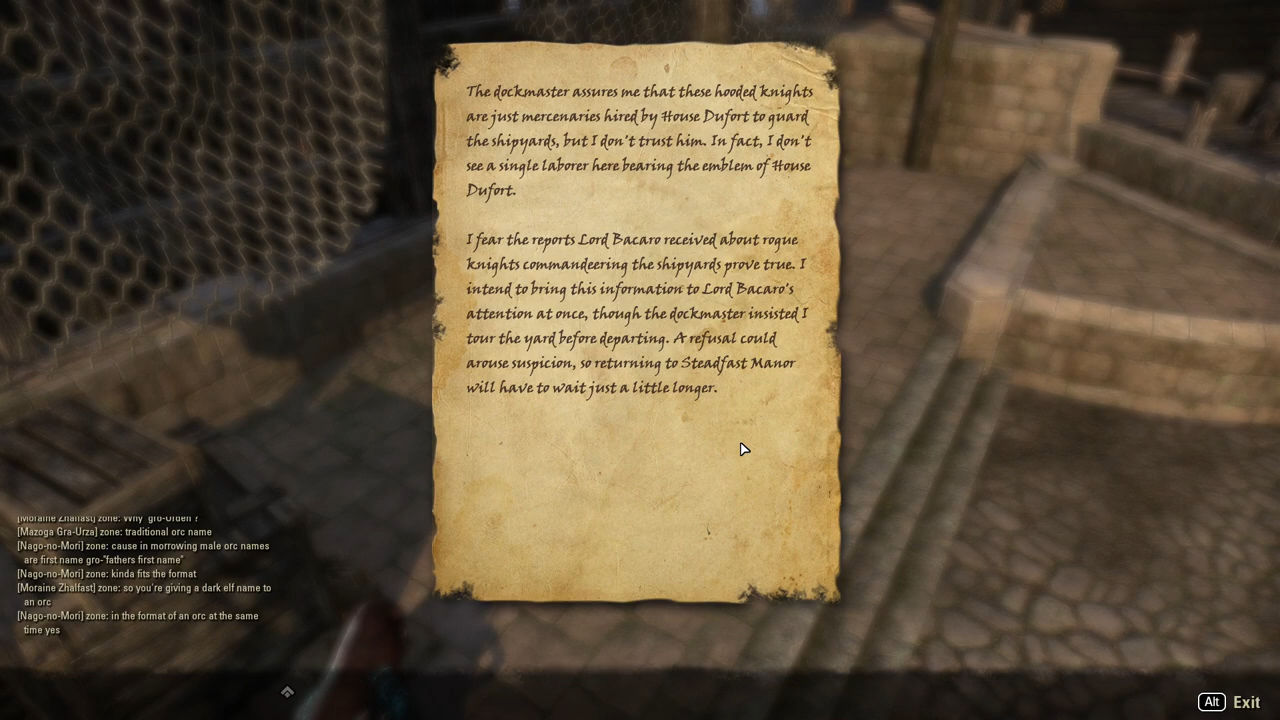 The dockmaster assures me that these hooded knights
are just mercenaries hired by House Dufort to guard
the shipyards, but I don't trust him. In fact, I don't
see a single laborer here bearing the emblem of House
Dufort.
I fear the reports Lord Bacaro received about rogue
knights commandeering the shipyards prove true. I
intend to bring this information to Lord Bacaro's
attention at once, though the dockmaster insisted I
tour the yard before departing. A refusal could
arouse suspicion, so returning to Steadfast Manor
will have to wait just a little longer.
[Moraine Zhalfast] zone: Why gro-Orden ?
[Mazoga Gra-Urza] zone: traditional orc name
[Nago-no-Mori] zone: cause in morrowing male orc names
are first name gro-"fathers first name"
[Nago-no-Mori] zone: kinda fits the format
[Moraine Zhalfast] zone: so you're giving a dark elf name to
an orc
[Nago-no-Mori] zone: in the format of an orc at the same
time yes
Alt Exit